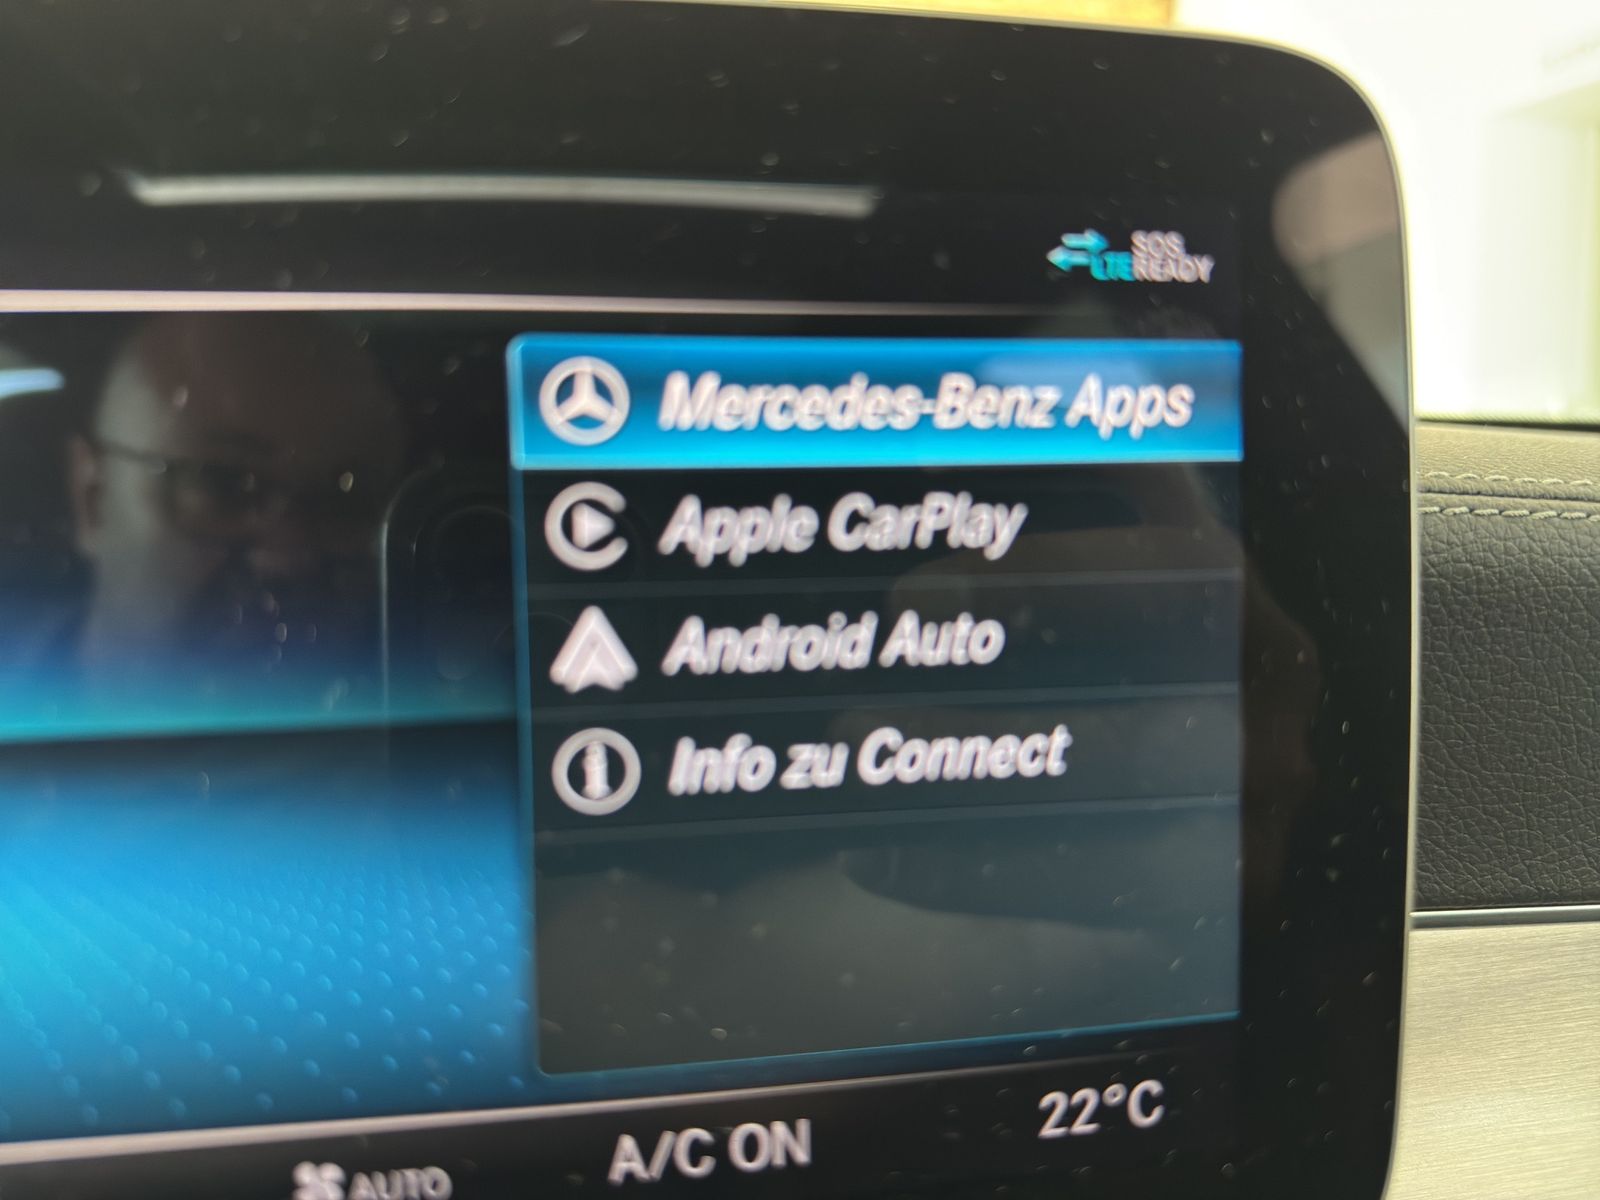 SOS
LTE READY
Mercedes-Benz Apps
Apple CarPlay
Android Auto
Info zu Connect
AUTO A/C ON 22°C